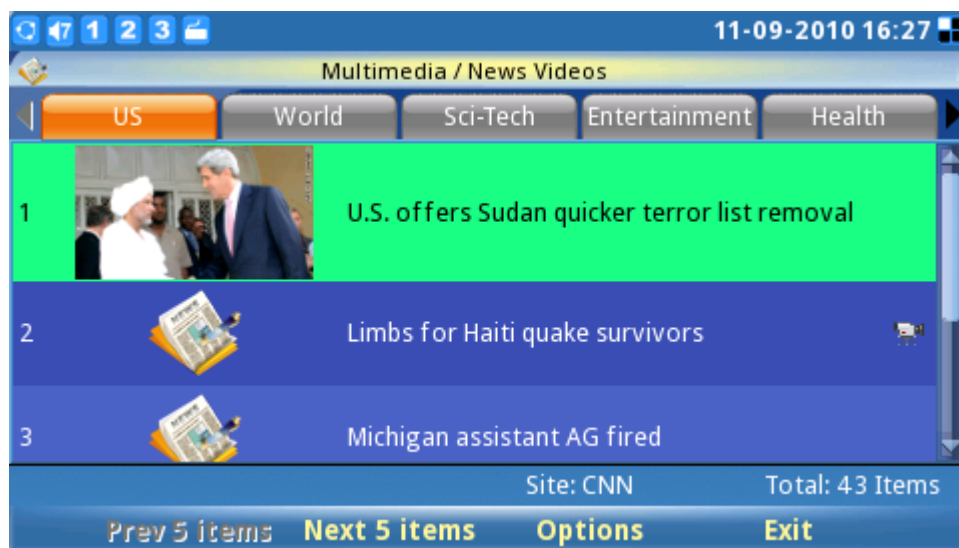 7 1 2 3 11-09-2010 16:27
Multimedia / News Videos
US World Sci-Tech Entertainment Health
1 U.S. offers Sudan quicker terror list removal
2 Limbs for Haiti quake survivors
3 Michigan assistant AG fired
Site: CNN Total: 43 Items
Prev 5 items Next 5 items Options Exit